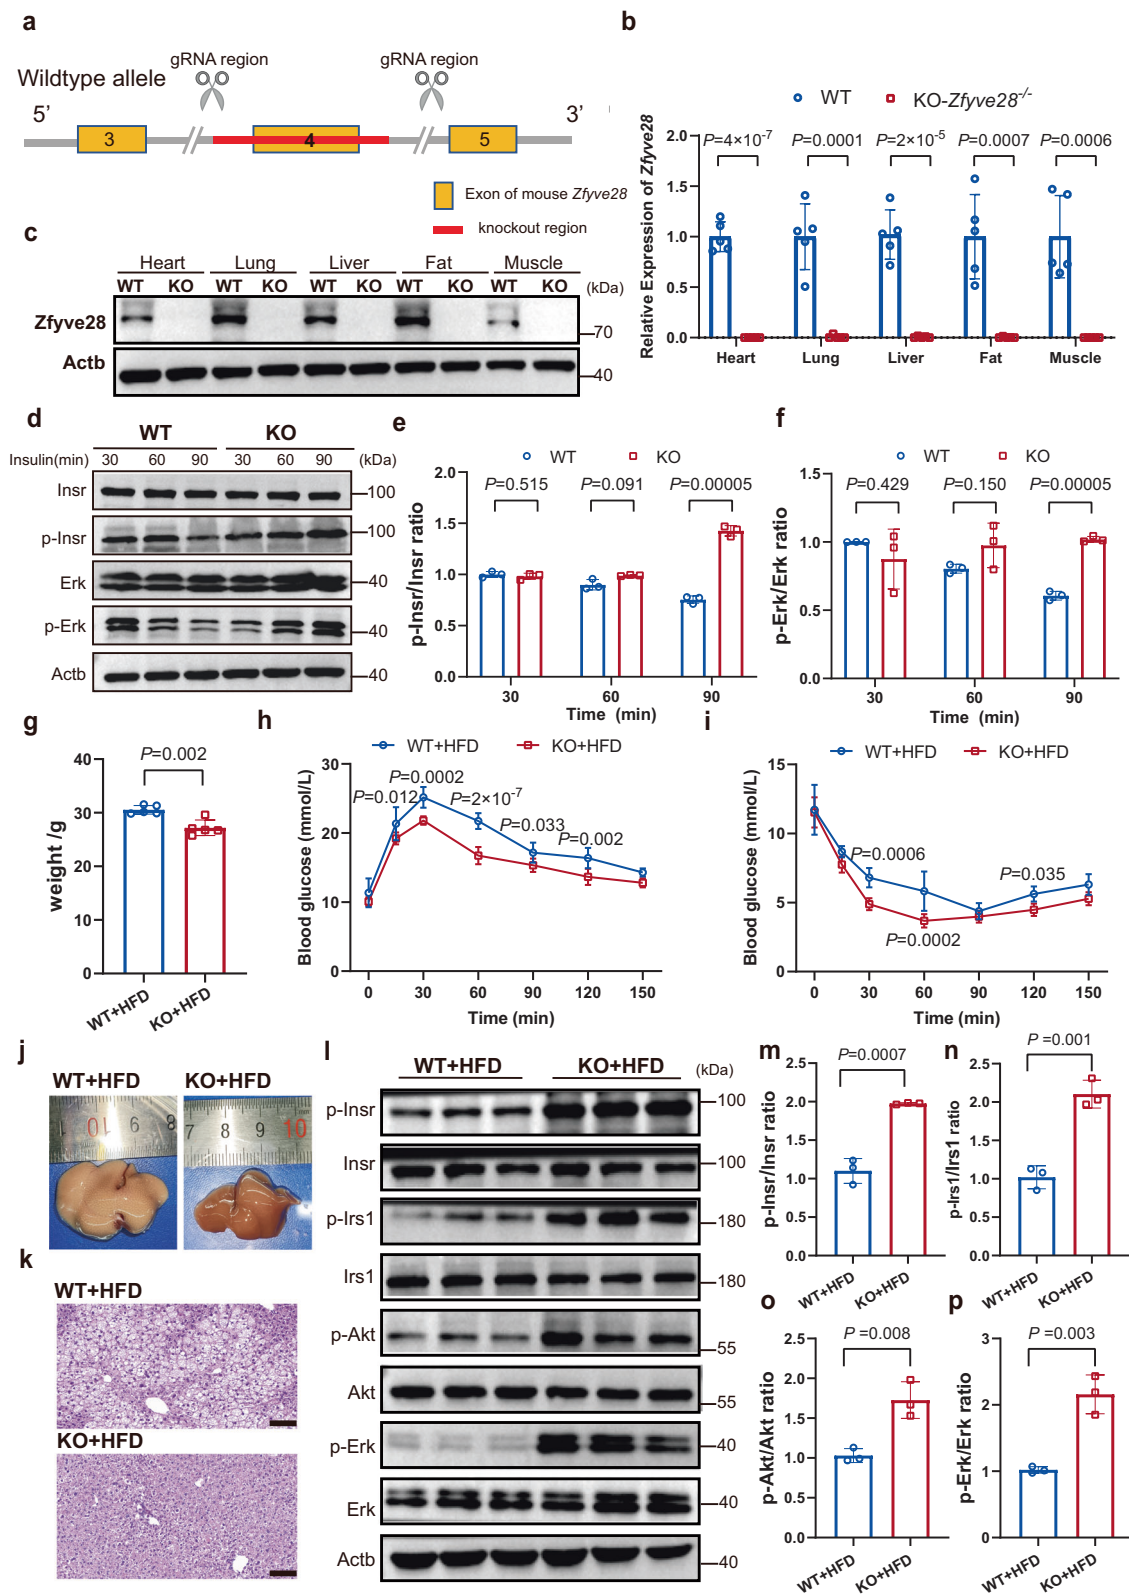 a
Wildtype allele
gRNA region
gRNA region
5’
3’
3
4
5
Exon of mouse Zfyve28
knockout region
b
WT
KO-Zfyve28-/-
Relative Expression of Zfyve28
2.0
1.5
1.0
0.5
0.0
P=4×10-7
P=0.0001
P=2×10-5
P=0.0007
P=0.0006
Heart Lung Liver Fat Muscle
c
Heart Lung Liver Fat Muscle
WT KO WT KO WT KO WT KO WT KO (kDa)
Zfyve28
70
Actb
40
d
WT KO
Insulin(min) 30 60 90 30 60 90 (kDa)
Insr 100
p-Insr 100
Erk 40
p-Erk 40
Actb 40
e
WT KO
p-Insr/Insr ratio
2.0
1.5
1.0
0.5
0.0
P=0.515 P=0.091 P=0.00005
30 60 90
Time (min)
f
WT KO
p-Erk/Erk ratio
1.5
1.0
0.5
0.0
P=0.429 P=0.150 P=0.00005
30 60 90
Time (min)
g
weight /g
40
30
20
10
0
P=0.002
WT+HFD
KO+HFD
h
WT+HFD KO+HFD
Blood glucose (mmol/L)
30
20
10
0
P=0.012
P=0.0002
P=2×10-7
P=0.033
P=0.002
0 30 60 90 120 150
Time (min)
i
WT+HFD KO+HFD
Blood glucose (mmol/L)
15
10
5
0
P=0.0006
P=0.0002
P=0.035
0 30 60 90 120 150
Time (min)
j
WT+HFD KO+HFD
10 9 8
7 8 9 10
k
WT+HFD
KO+HFD
l
WT+HFD KO+HFD (kDa)
p-Insr 100
Insr 100
p-Irs1 180
Irs1 180
p-Akt 55
Akt 55
p-Erk 40
Erk 40
Actb 40
m
p-Insr/Insr ratio
2.5
2.0
1.5
1.0
0.5
0.0
P=0.0007
WT+HFD
KO+HFD
n
p-Irs1/Irs1 ratio
2.5
2.0
1.5
1.0
0.5
0.0
P =0.001
WT+HFD
KO+HFD
o
p-Akt/Akt ratio
2.5
2.0
1.5
1.0
0.5
0.0
P =0.008
WT+HFD
KO+HFD
p
p-Erk/Erk ratio
3
2
1
0
P =0.003
WT+HFD
KO+HFD